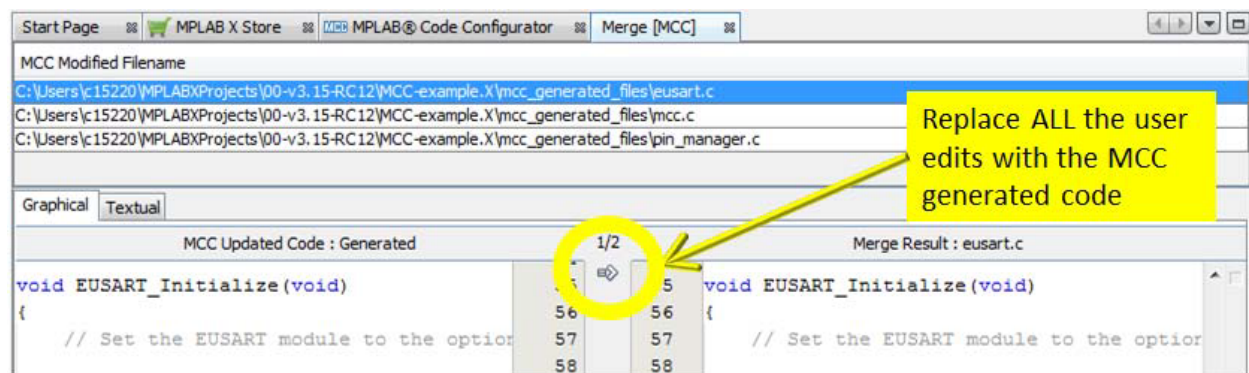 Start Page MPLAB X Store MPLAB® Code Configurator Merge [MCC]
MCC Modified Filename
C:\Users\c15220\MPLABXProjects\00-v3.15-RC12\MCC-example.X\mcc_generated_files\eusart.c
C:\Users\c15220\MPLABXProjects\00-v3.15-RC12\MCC-example.X\mcc_generated_files\mcc.c
C:\Users\c15220\MPLABXProjects\00-v3.15-RC12\MCC-example.X\mcc_generated_files\pin_manager.c
Replace ALL the user
edits with the MCC
generated code
Graphical Textual
MCC Updated Code : Generated 1/2 Merge Result : eusart.c
void EUSART_Initialize(void) void EUSART_Initialize(void)
{ 56 56 {
// Set the EUSART module to the option 57 57 // Set the EUSART module to the option
58 58